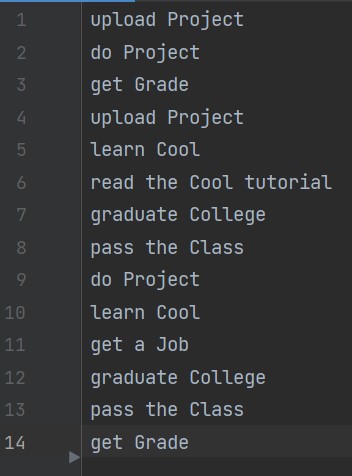 1 upload Project
2 do Project
3 get Grade
4 upload Project
5 learn Cool
6 read the Cool tutorial
7 graduate College
8 pass the Class
9 do Project
10 learn Cool
11 get a Job
12 graduate College
13 pass the Class
14 get Grade